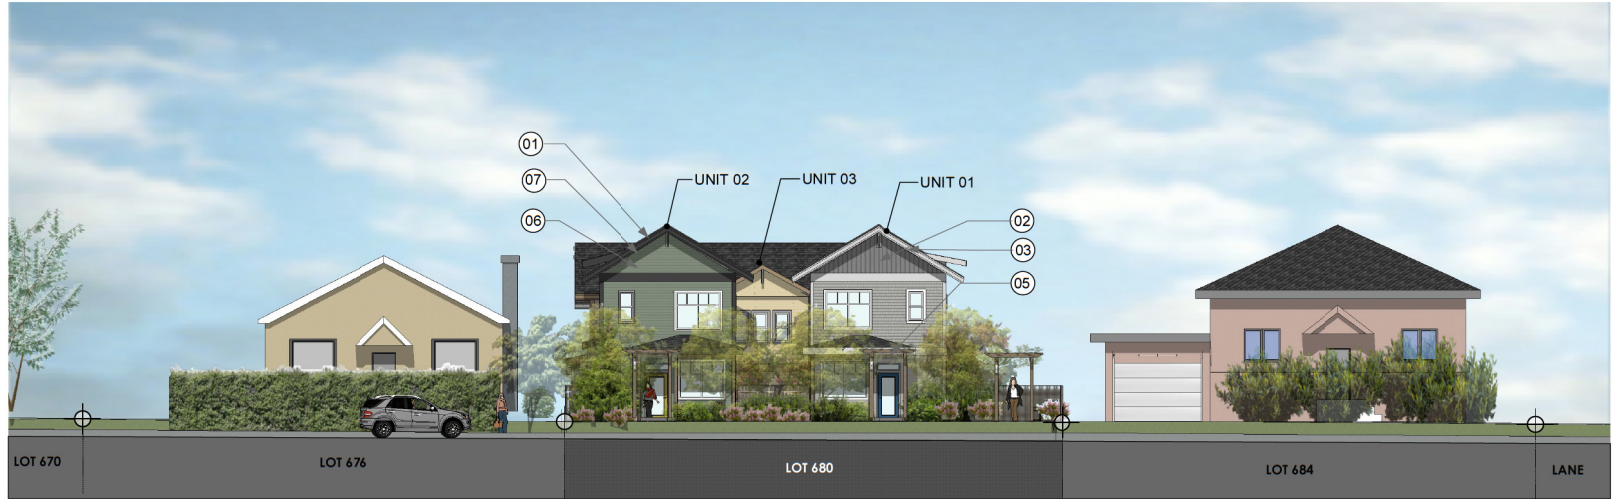 01
07
06
UNIT 02
UNIT 03
UNIT 01
02
03
05
LOT 670
LOT 676
LOT 680
LOT 684
LANE